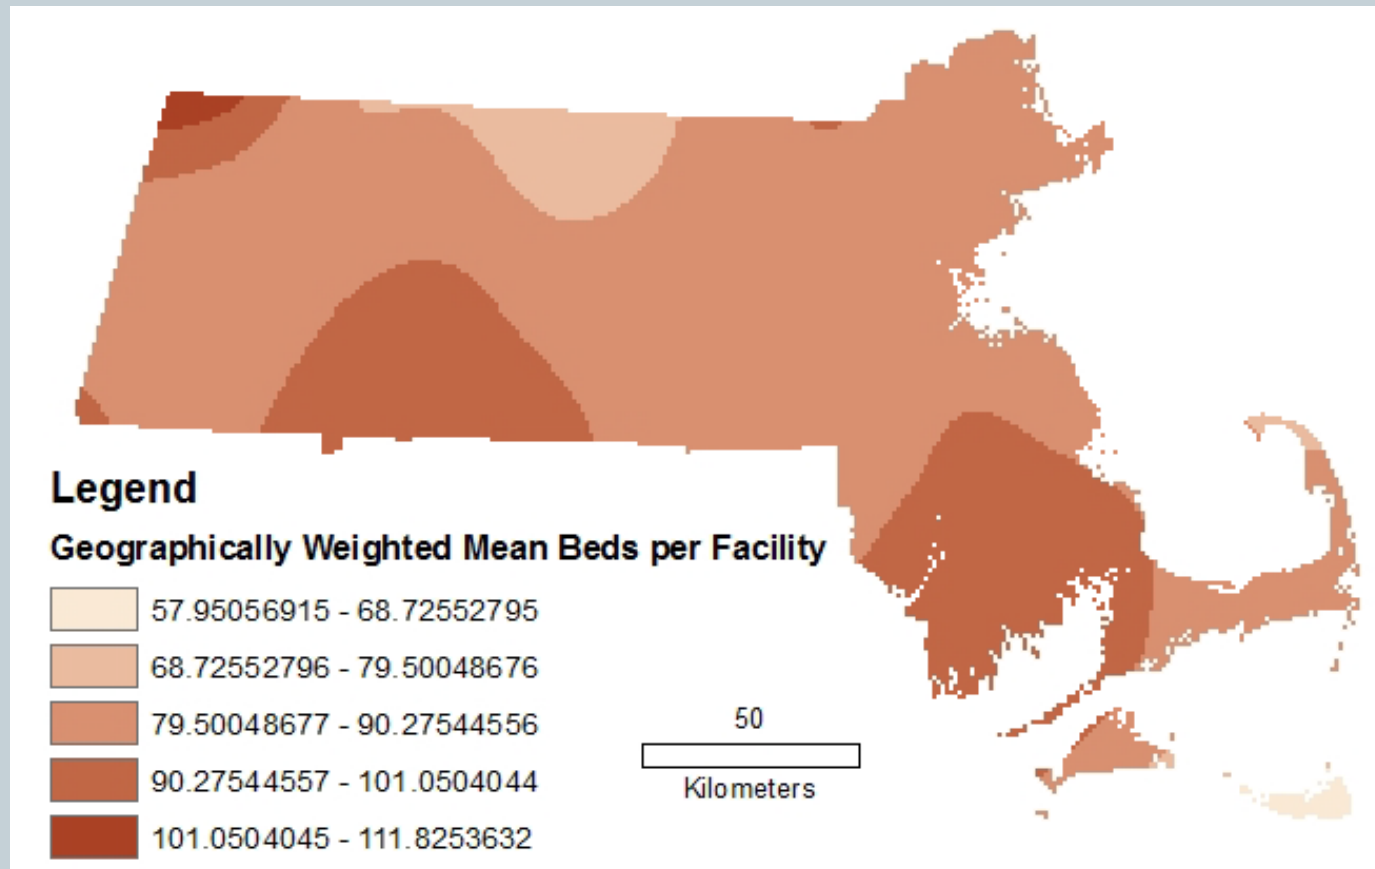 Legend
Geographically Weighted Mean Beds per Facility
57.95056915 - 68.72552795
68.72552796 - 79.50048676
79.50048677 - 90.27544556
90.27544557 - 101.0504044
101.0504045 - 111.8253632
50
Kilometers